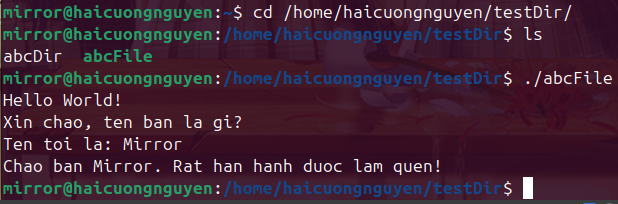 mirror@haicuongnguyen:~$ cd /home/haicuongnguyen/testDir/
mirror@haicuongnguyen:/home/haicuongnguyen/testDir$ ls
abcDir  abcFile
mirror@haicuongnguyen:/home/haicuongnguyen/testDir$ ./abcFile
Hello World!
Xin chao, ten ban la gi?
Ten toi la: Mirror
Chao ban Mirror. Rat han hanh duoc lam quen!
mirror@haicuongnguyen:/home/haicuongnguyen/testDir$